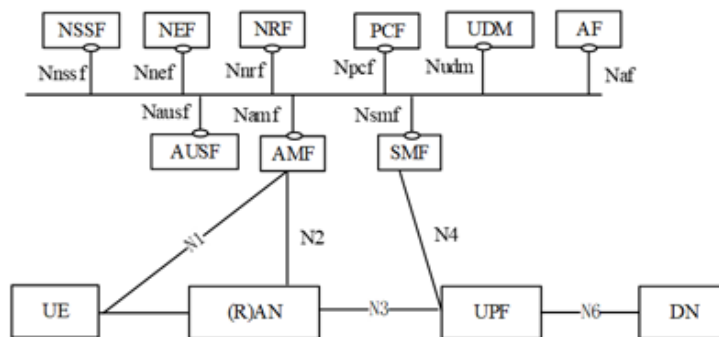 NSSF NEF NRF PCF UDM AF
Nnssf Nnef Nnrf Npcf Nudm Naf
Nausf Namf Nsmf
AUSF AMF SMF
N1 N2 N4
UE (R)AN N3 UPF N6 DN